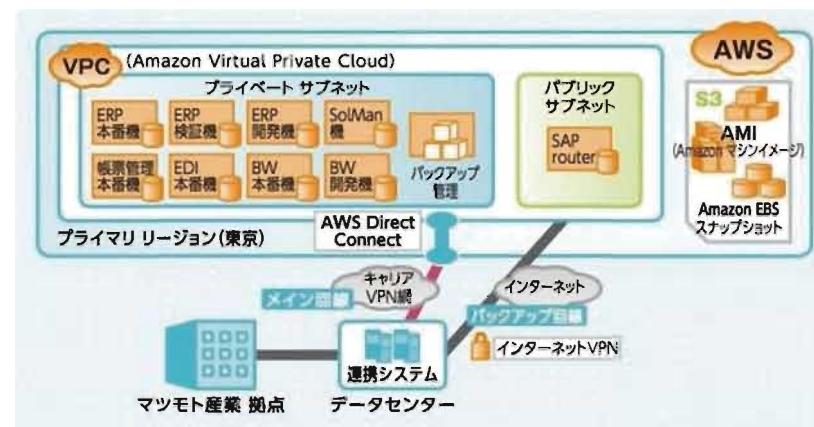 AWS
VPC
(Amazon Virtual Private Cloud)
プライベート サブネット
ERP
本番機
ERP
検証機
ERP
開発機
SolMan
機
帳票管理
本番機
EDI
本番機
BW
本番機
BW
開発機
バックアップ
管理
パブリック
サブネット
SAP
router
S3
AMI
(Amazon マシンイメージ)
Amazon EBS
スナップショット
プライマリ リージョン(東京)
AWS Direct
Connect
キャリア
VPN網
メイン回線
インターネット
バックアップ回線
インターネットVPN
連携システム
マツモト産業 拠点
データセンター